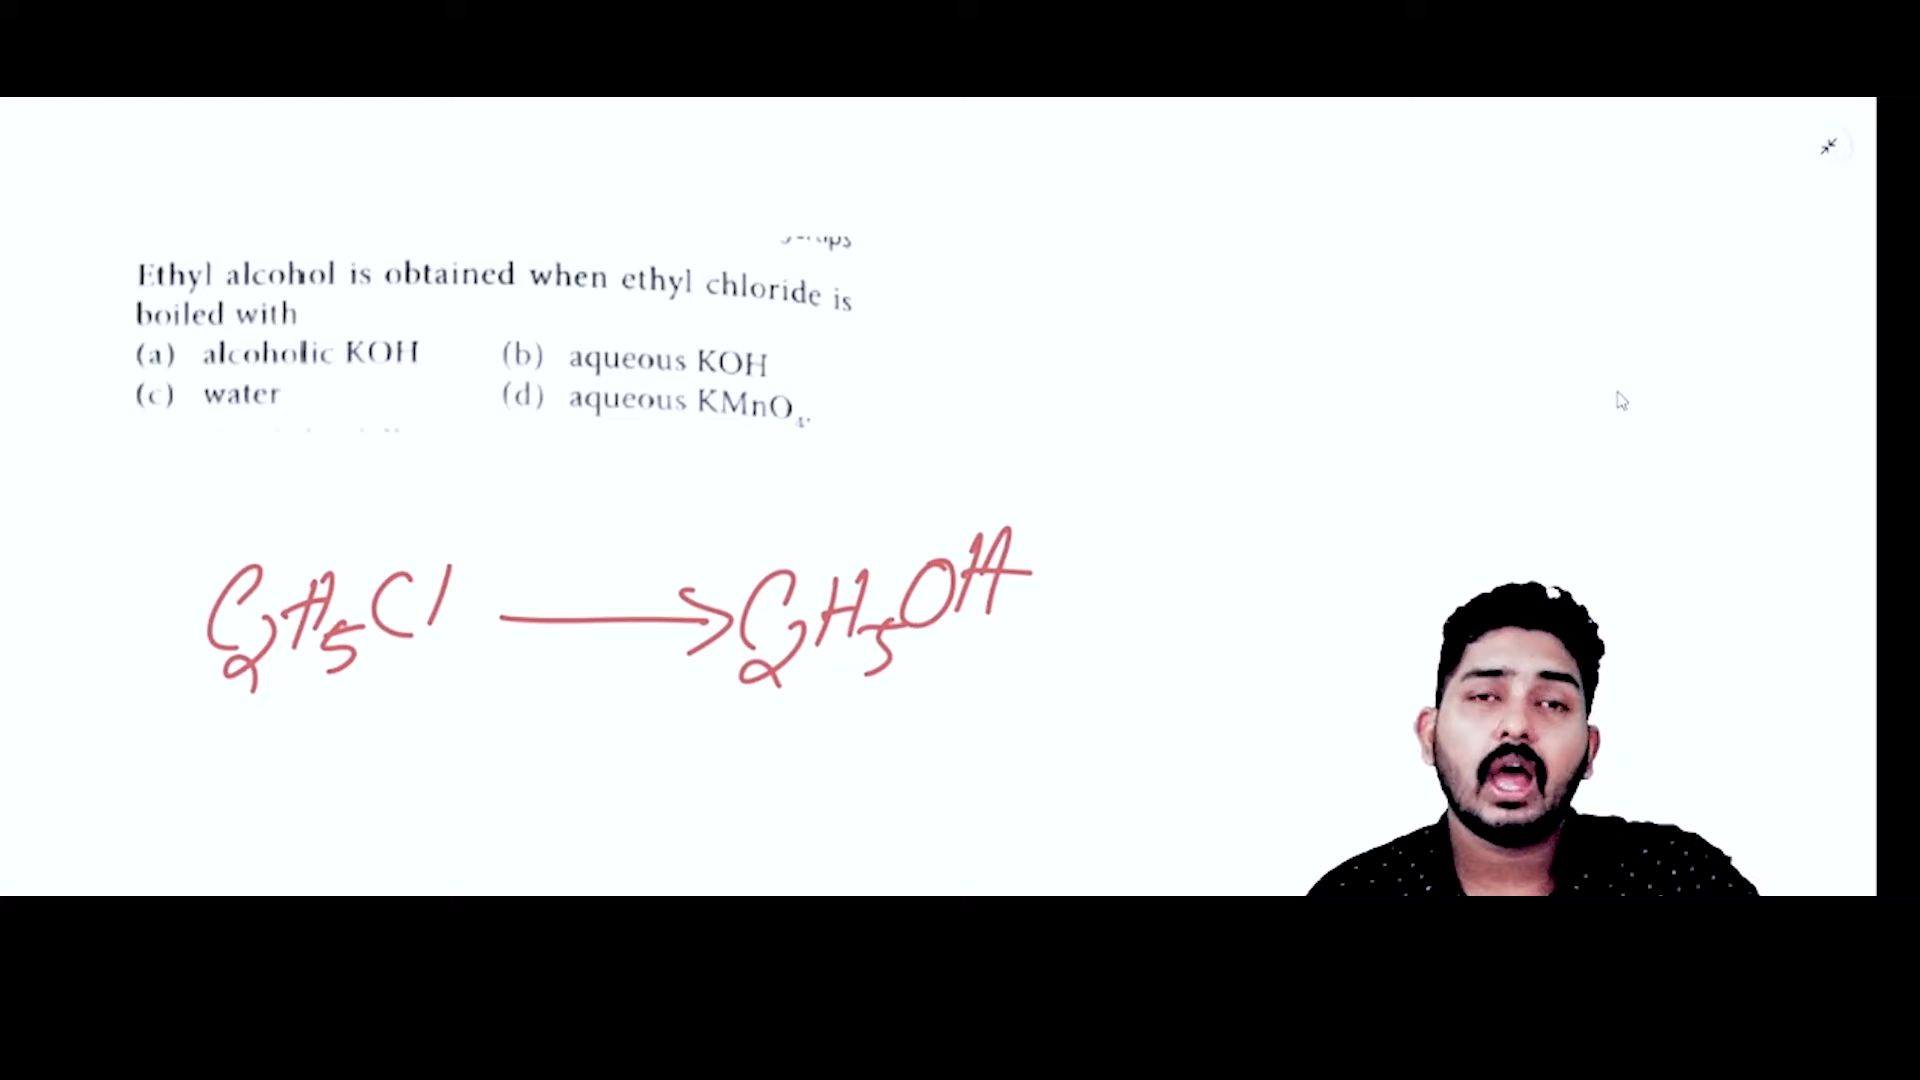 Ethyl alcohol is obtained when ethyl chloride is
boiled with
(a) alcoholic KOH (b) aqueous KOH
(c) water (d) aqueous KMnO₄.
C₂H₅Cl → C₂H₅OH